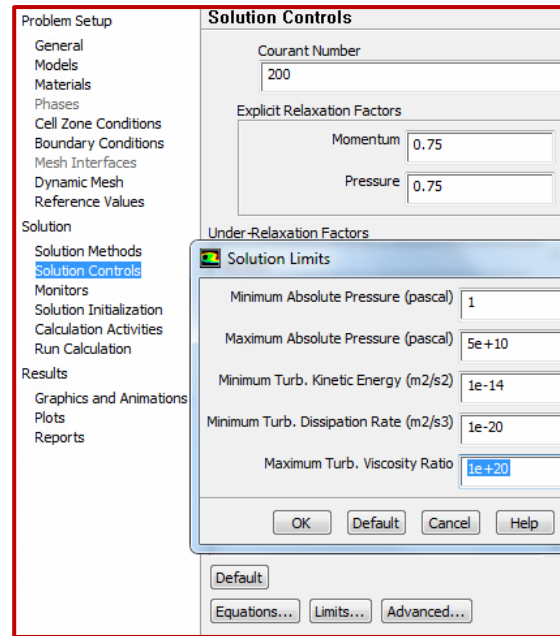 Problem Setup
General
Models
Materials
Phases
Cell Zone Conditions
Boundary Conditions
Mesh Interfaces
Dynamic Mesh
Reference Values
Solution
Solution Methods
Solution Controls
Monitors
Solution Initialization
Calculation Activities
Run Calculation
Results
Graphics and Animations
Plots
Reports
Solution Controls
Courant Number
200
Explicit Relaxation Factors
Momentum 0.75
Pressure 0.75
Under-Relaxation Factors
Solution Limits
Minimum Absolute Pressure (pascal) 1
Maximum Absolute Pressure (pascal) 5e+10
Minimum Turb. Kinetic Energy (m2/s2) 1e-14
Minimum Turb. Dissipation Rate (m2/s3) 1e-20
Maximum Turb. Viscosity Ratio 1e+20
OK Default Cancel Help
Default
Equations... Limits... Advanced...